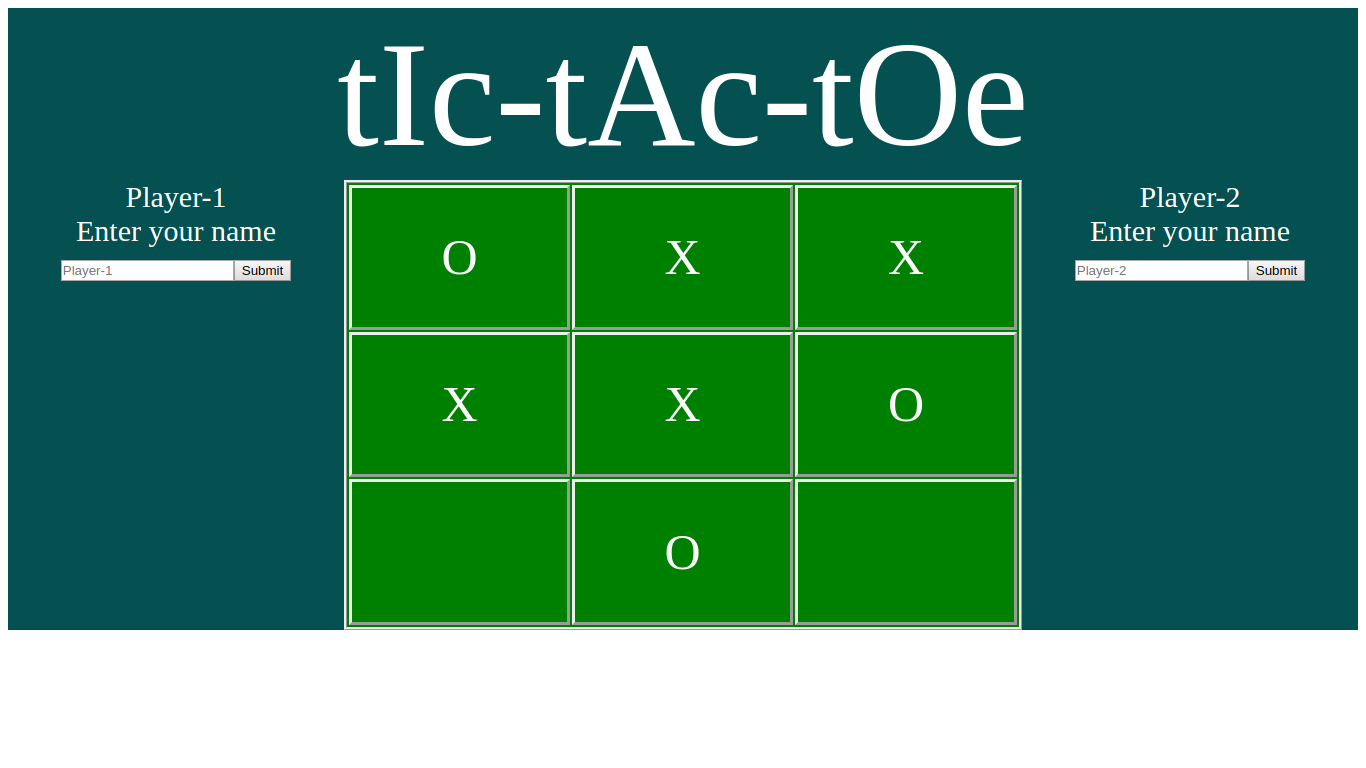 tIc-tAc-tOe
Player-1
Enter your name
Player-1 Submit
O X X
X X O
O
Player-2
Enter your name
Player-2 Submit